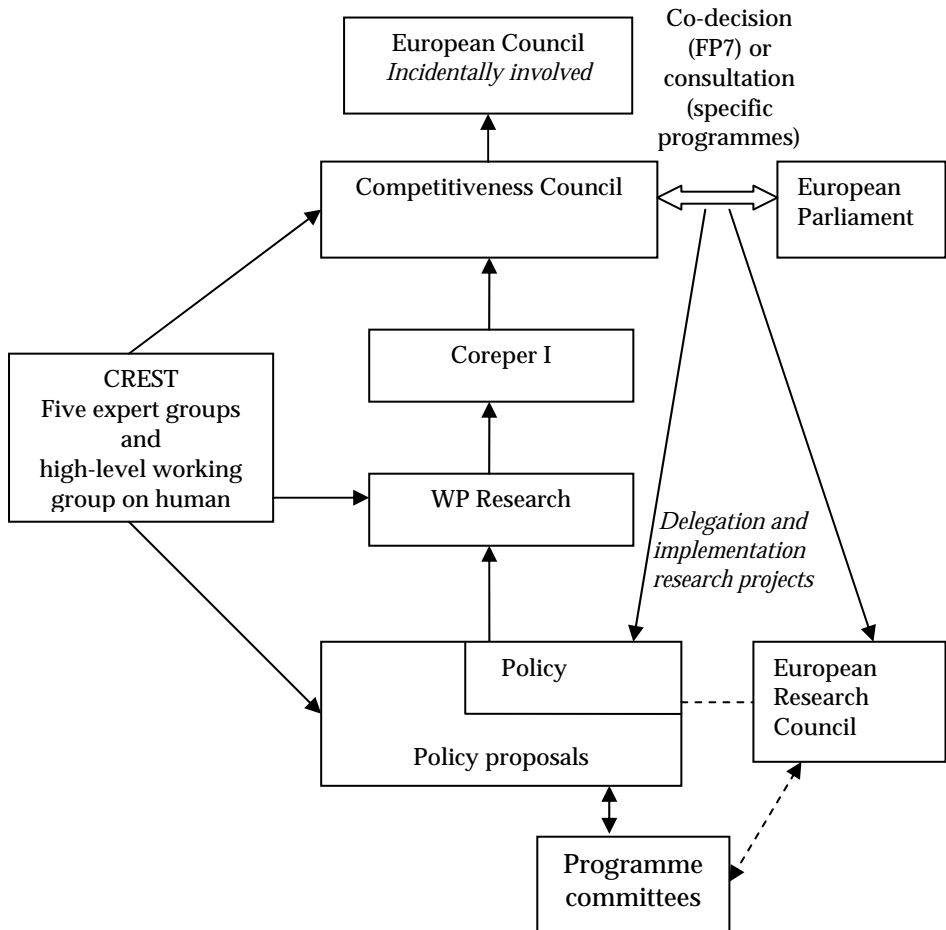 Co-decision
(FP7) or
consultation
(specific
programmes)
European Council
Incidentally involved
Competitiveness Council
European
Parliament
Coreper I
CREST
Five expert groups
and
high-level working
group on human
WP Research
Delegation and
implementation
research projects
Policy
Policy proposals
European
Research
Council
Programme
committees